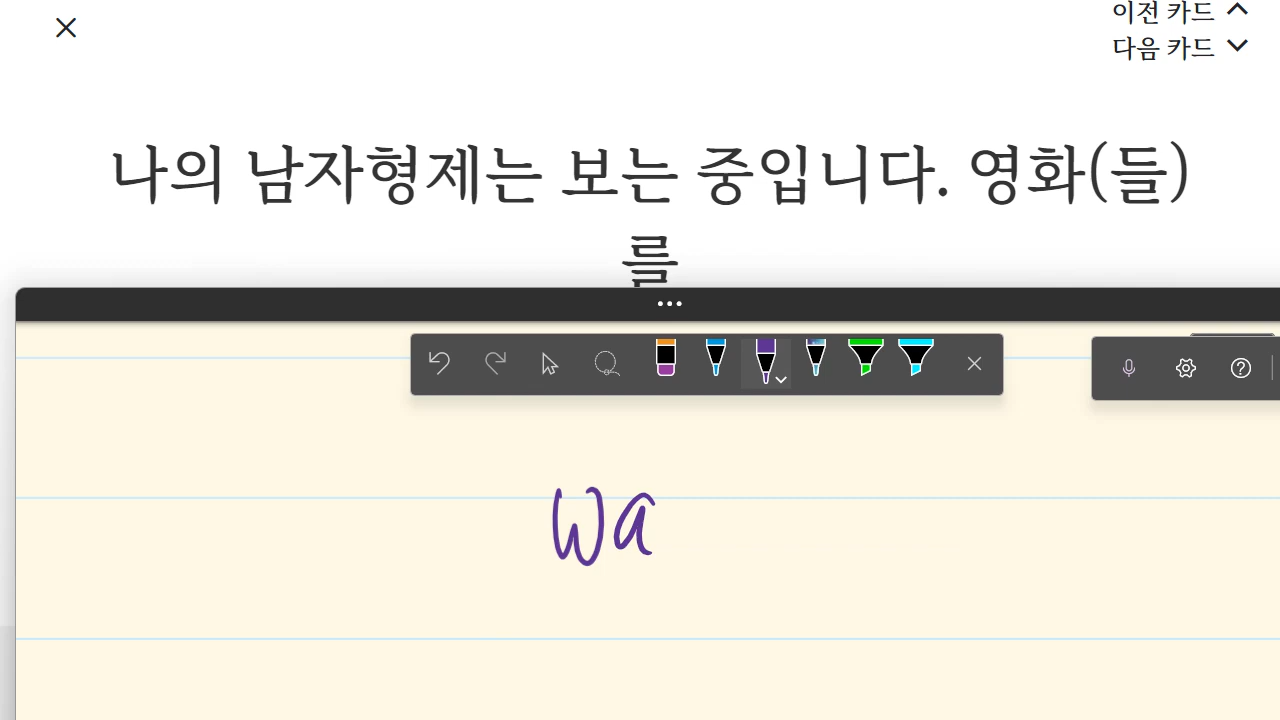 이전 카드
다음 카드
나의 남자형제는 보는 중입니다. 영화(들)
를
wa